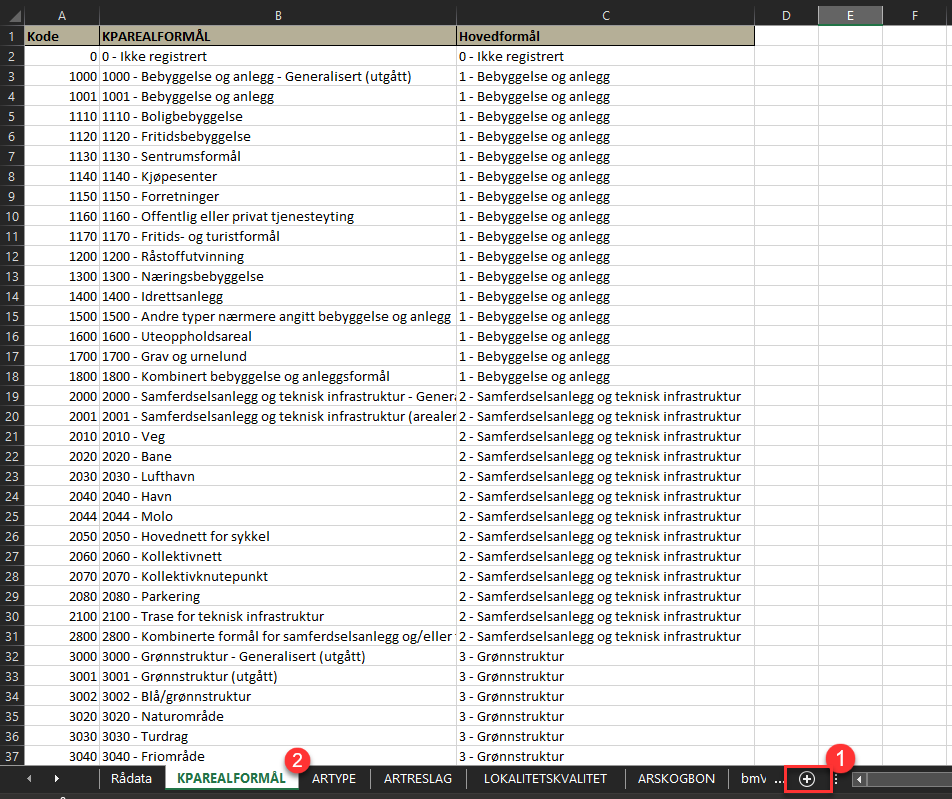 A B C D E F
1 Kode KPAREALFORMÅL Hovedformål
2 0 0 - Ikke registrert 0 - Ikke registrert
3 1000 1000 - Bebyggelse og anlegg - Generalisert (utgått) 1 - Bebyggelse og anlegg
4 1001 1001 - Bebyggelse og anlegg 1 - Bebyggelse og anlegg
5 1110 1110 - Boligbebyggelse 1 - Bebyggelse og anlegg
6 1120 1120 - Fritidsbebyggelse 1 - Bebyggelse og anlegg
7 1130 1130 - Sentrumsformål 1 - Bebyggelse og anlegg
8 1140 1140 - Kjøpesenter 1 - Bebyggelse og anlegg
9 1150 1150 - Forretninger 1 - Bebyggelse og anlegg
10 1160 1160 - Offentlig eller privat tjenesteyting 1 - Bebyggelse og anlegg
11 1170 1170 - Fritids- og turistformål 1 - Bebyggelse og anlegg
12 1200 1200 - Råstoffutvinning 1 - Bebyggelse og anlegg
13 1300 1300 - Næringsbebyggelse 1 - Bebyggelse og anlegg
14 1400 1400 - Idrettsanlegg 1 - Bebyggelse og anlegg
15 1500 1500 - Andre typer nærmere angitt bebyggelse og anlegg 1 - Bebyggelse og anlegg
16 1600 1600 - Uteoppholdsareal 1 - Bebyggelse og anlegg
17 1700 1700 - Grav og urnelund 1 - Bebyggelse og anlegg
18 1800 1800 - Kombinert bebyggelse og anleggsformål 1 - Bebyggelse og anlegg
19 2000 2000 - Samferdselsanlegg og teknisk infrastruktur - Genera 2 - Samferdselsanlegg og teknisk infrastruktur
20 2001 2001 - Samferdselsanlegg og teknisk infrastruktur (arealer 2 - Samferdselsanlegg og teknisk infrastruktur
21 2010 2010 - Veg 2 - Samferdselsanlegg og teknisk infrastruktur
22 2020 2020 - Bane 2 - Samferdselsanlegg og teknisk infrastruktur
23 2030 2030 - Lufthavn 2 - Samferdselsanlegg og teknisk infrastruktur
24 2040 2040 - Havn 2 - Samferdselsanlegg og teknisk infrastruktur
25 2044 2044 - Molo 2 - Samferdselsanlegg og teknisk infrastruktur
26 2050 2050 - Hovednett for sykkel 2 - Samferdselsanlegg og teknisk infrastruktur
27 2060 2060 - Kollektivnett 2 - Samferdselsanlegg og teknisk infrastruktur
28 2070 2070 - Kollektivknutepunkt 2 - Samferdselsanlegg og teknisk infrastruktur
29 2080 2080 - Parkering 2 - Samferdselsanlegg og teknisk infrastruktur
30 2100 2100 - Trase for teknisk infrastruktur 2 - Samferdselsanlegg og teknisk infrastruktur
31 2800 2800 - Kombinerte formål for samferdselsanlegg og/eller 2 - Samferdselsanlegg og teknisk infrastruktur
32 3000 3000 - Grønnstruktur - Generalisert (utgått) 3 - Grønnstruktur
33 3001 3001 - Grønnstruktur (utgått) 3 - Grønnstruktur
34 3002 3002 - Blå/grønnstruktur 3 - Grønnstruktur
35 3020 3020 - Naturområde 3 - Grønnstruktur
36 3030 3030 - Turdrag 3 - Grønnstruktur
37 3040 3040 - Friområde 3 - Grønnstruktur
2 1
Rådata KPAREALFORMÅL ARTYPE ARTRESLAG LOKALITETSKVALITET ARSKOGBON bmV ...